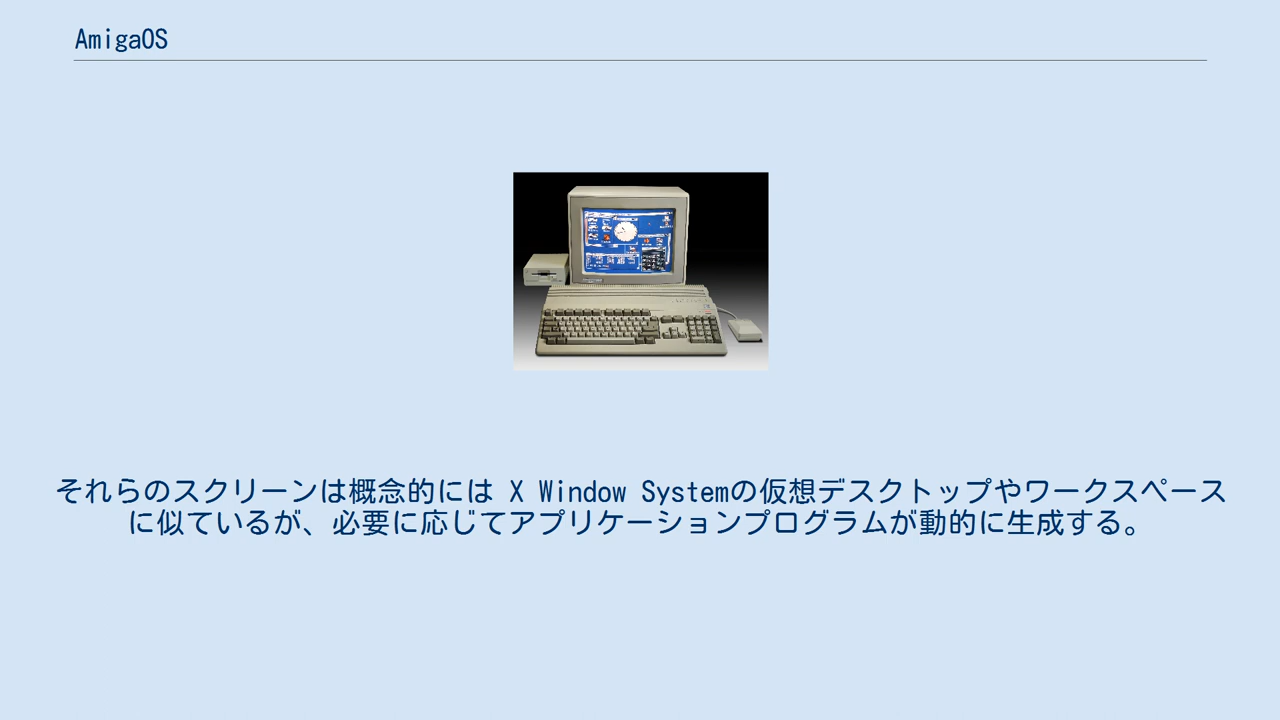 AmigaOS
それらのスクリーンは概念的には X Window Systemの仮想デスクトップやワークスペース
に似ているが、必要に応じてアプリケーションプログラムが動的に生成する。